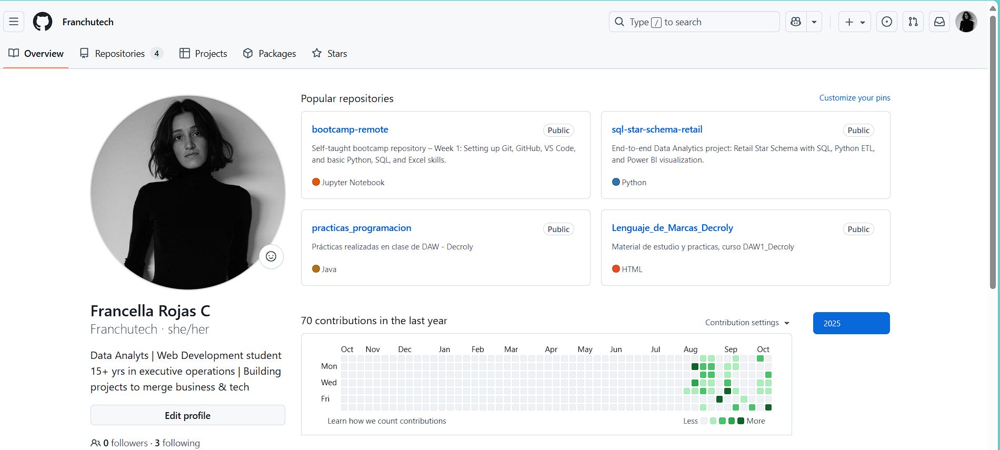 Franchutech
Type / to search
Overview
Repositories 4
Projects
Packages
Stars
Popular repositories
Customize your pins
bootcamp-remote
Public
Self-taught bootcamp repository – Week 1: Setting up Git, GitHub, VS Code,
and basic Python, SQL, and Excel skills.
Jupyter Notebook
sql-star-schema-retail
Public
End-to-end Data Analytics project: Retail Star Schema with SQL, Python ETL,
and Power BI visualization.
Python
practicas_programacion
Public
Prácticas realizadas en clase de DAW - Decroly
Java
Lenguaje_de_Marcas_Decroly
Public
Material de estudio y practicas, curso DAW1_Decroly
HTML
Francella Rojas C
Franchutech · she/her
Data Analyts | Web Development student
15+ yrs in executive operations | Building
projects to merge business & tech
Edit profile
0 followers · 3 following
70 contributions in the last year
Contribution settings
2025
Oct Nov Dec Jan Feb Mar Apr May Jun Jul Aug Sep Oct
Mon
Wed
Fri
Learn how we count contributions
Less More